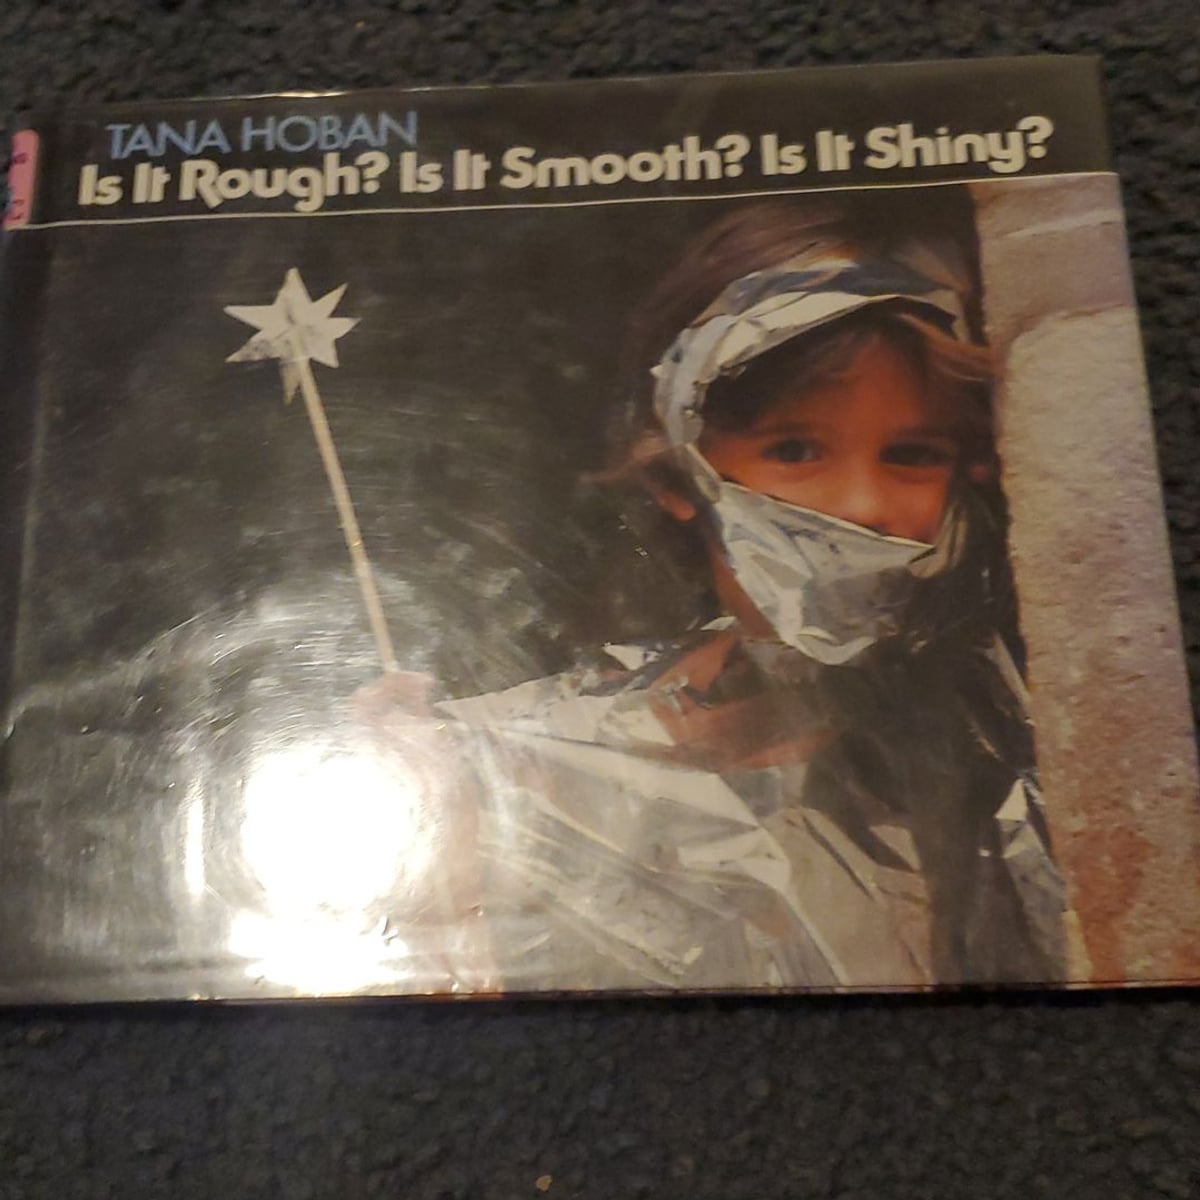 TANA HOBAN
Is It Rough? Is It Smooth? Is It Shiny?